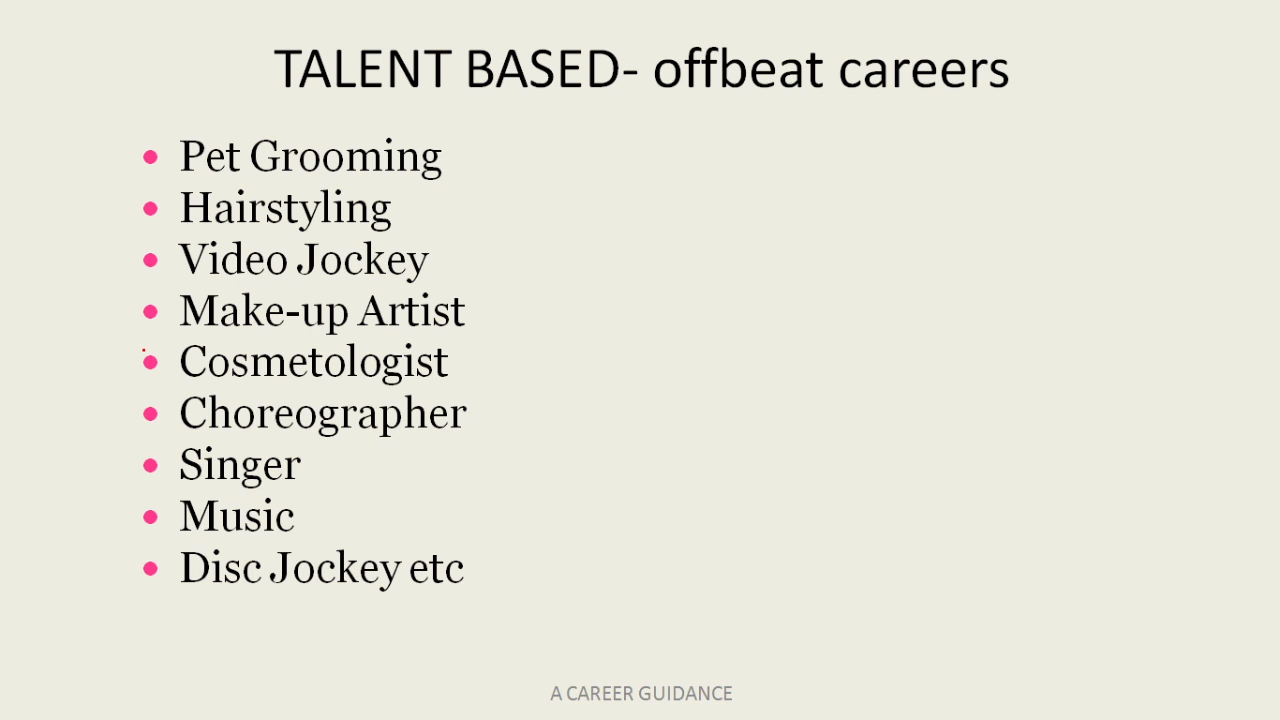 TALENT BASED- offbeat careers
• Pet Grooming
• Hairstyling
• Video Jockey
• Make-up Artist
• Cosmetologist
• Choreographer
• Singer
• Music
• Disc Jockey etc
A CAREER GUIDANCE